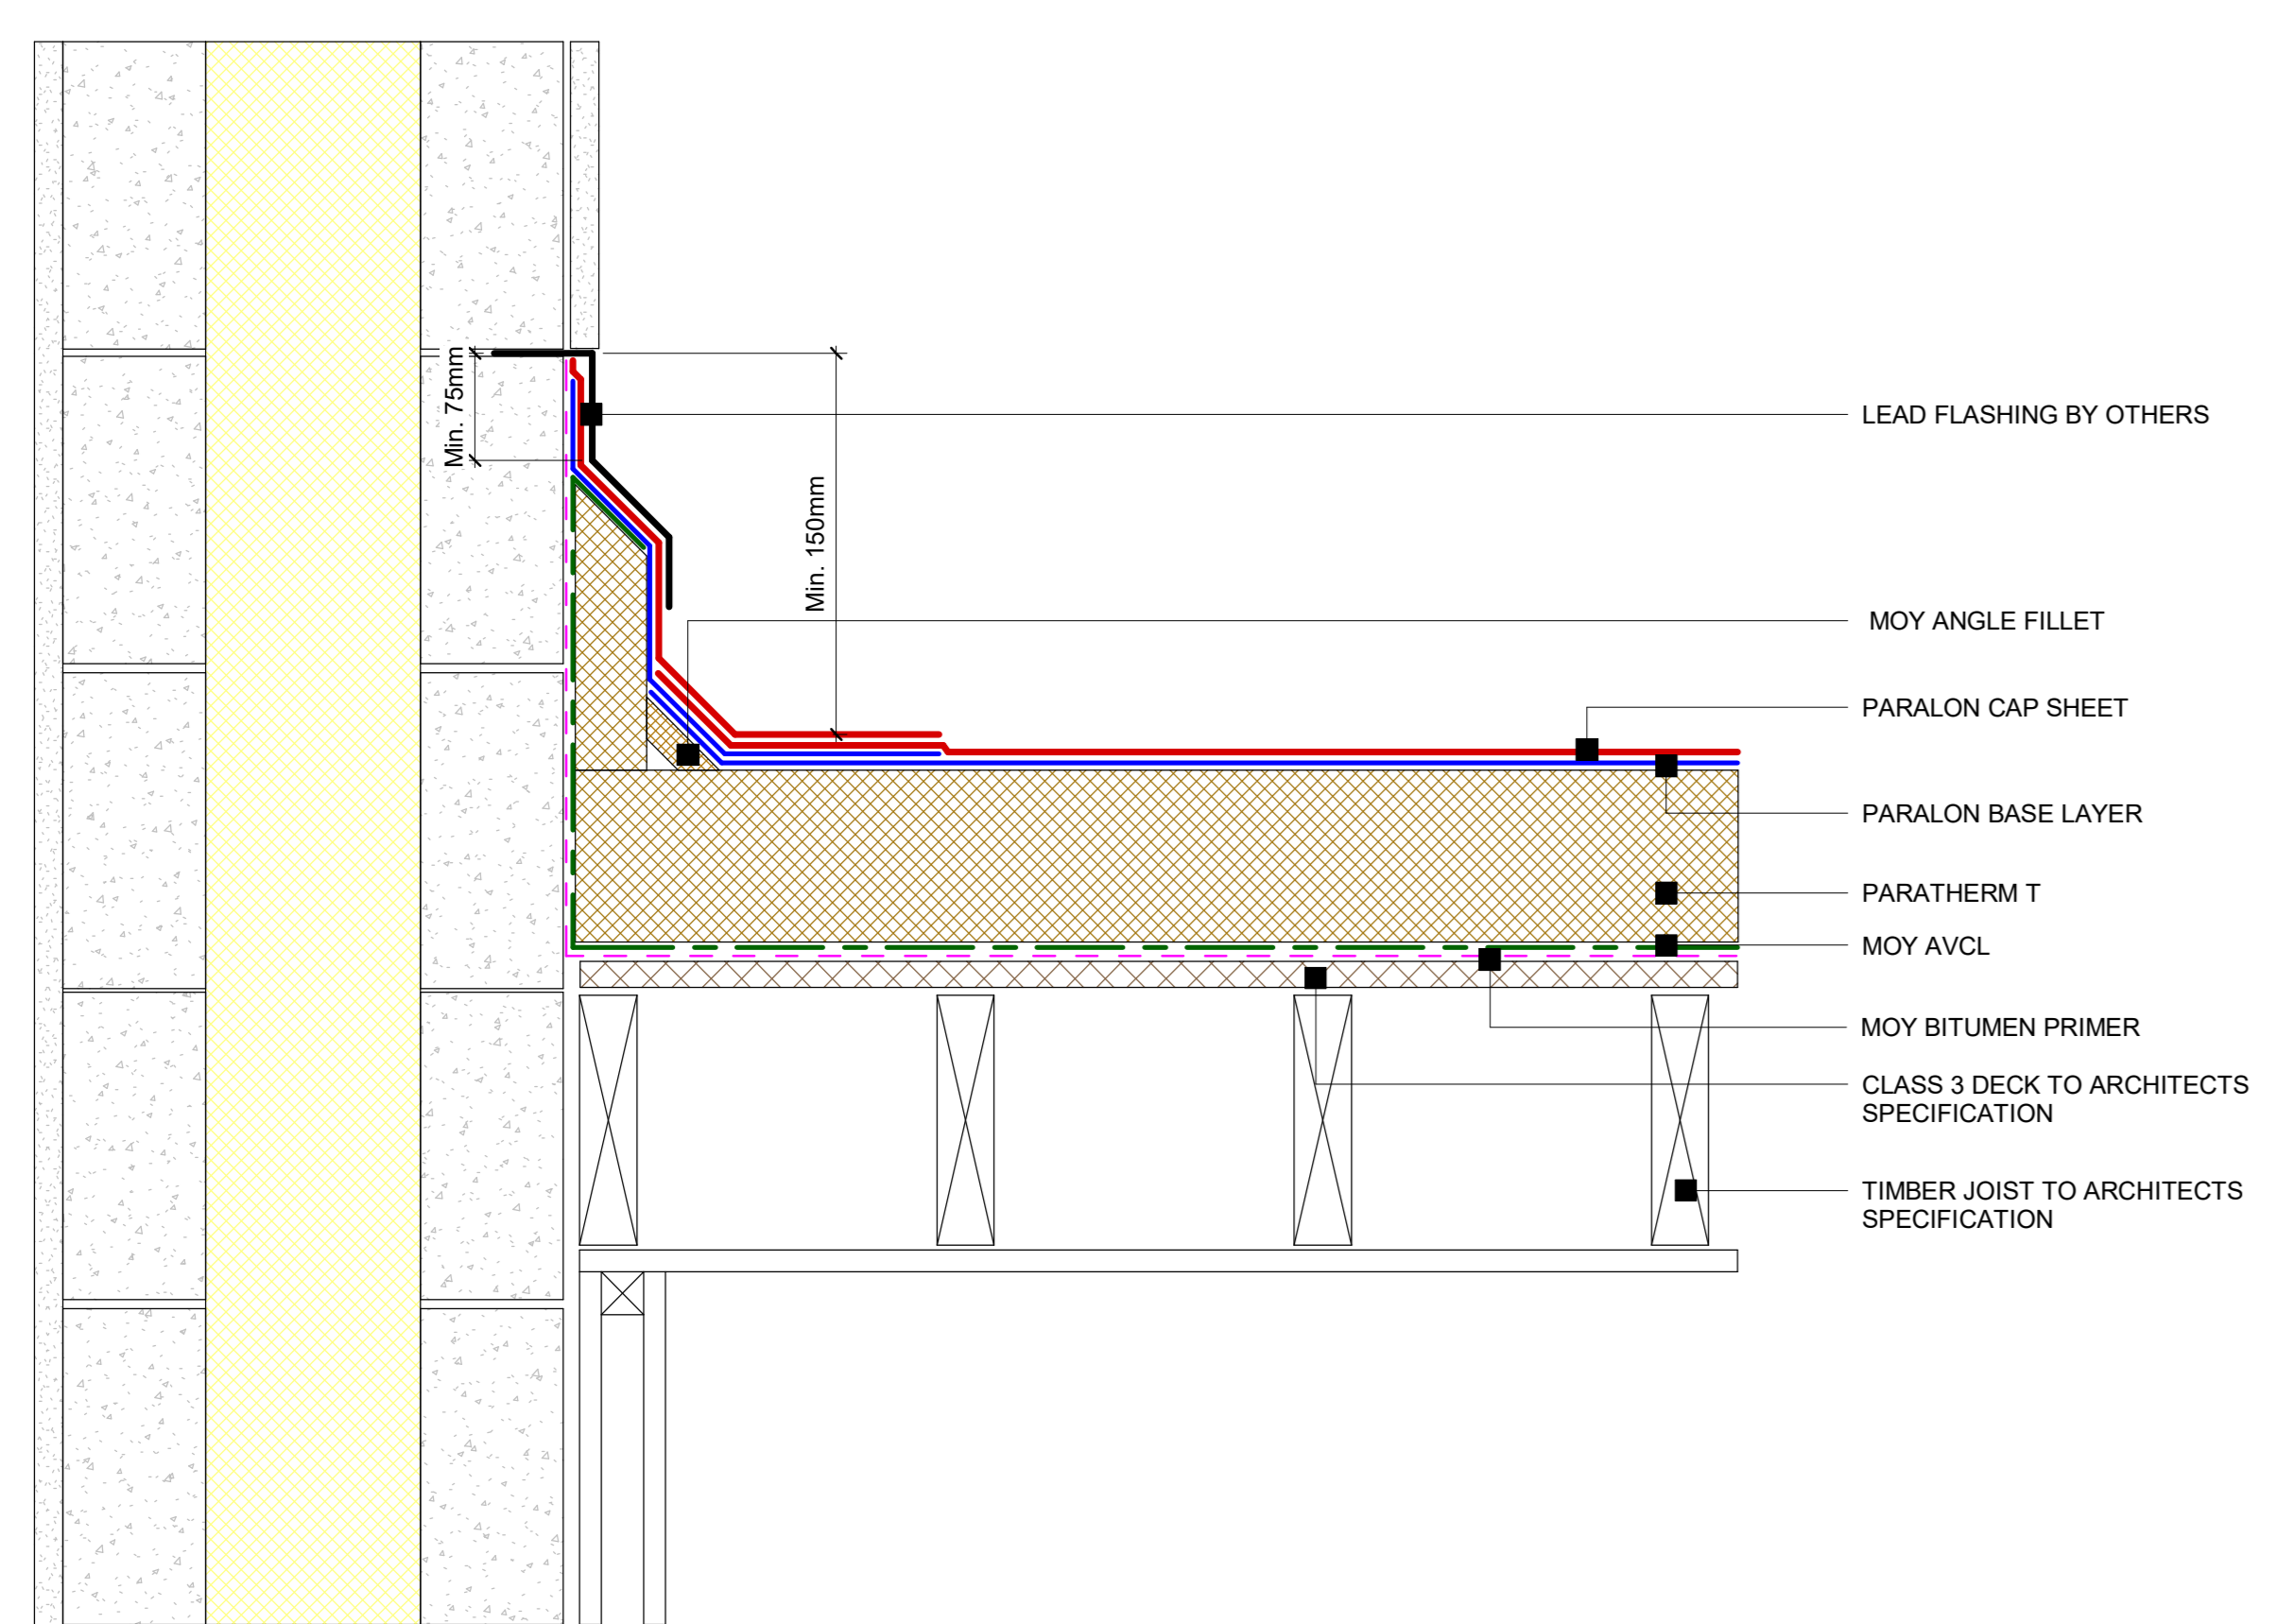 Min. 75mm
Min. 150mm
LEAD FLASHING BY OTHERS
MOY ANGLE FILLET
PARALON CAP SHEET
PARALON BASE LAYER
PARATHERM T
MOY AVCL
MOY BITUMEN PRIMER
CLASS 3 DECK TO ARCHITECTS
SPECIFICATION
TIMBER JOIST TO ARCHITECTS
SPECIFICATION